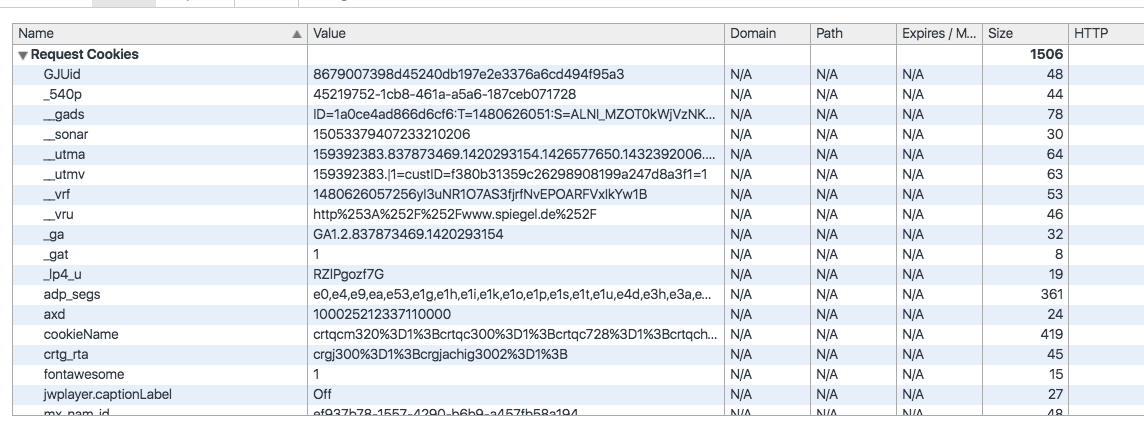 Name Value Domain Path Expires / M... Size HTTP
Request Cookies 1506
GJUid 8679007398d45240db197e2e3376a6cd494f95a3 N/A N/A N/A 48
_540p 45219752-1cb8-461a-a5a6-187ceb071728 N/A N/A N/A 44
__gads ID=1a0ce4ad866d6cf6:T=1480626051:S=ALNI_MZOT0kWjVzNK... N/A N/A N/A 78
__sonar 15053379407233210206 N/A N/A N/A 30
__utma 159392383.837873469.1420293154.1426577650.1432392006.... N/A N/A N/A 64
__utmv 159392383.|1=custID=f380b31359c26298908199a247d8a3f1=1 N/A N/A N/A 63
__vrf 1480626057256yl3uNR1O7AS3fjrfNvEPOARFVxIkYw1B N/A N/A N/A 53
__vru http%253A%252F%252Fwww.spiegel.de%252F N/A N/A N/A 46
_ga GA1.2.837873469.1420293154 N/A N/A N/A 32
_gat 1 N/A N/A N/A 8
_lp4_u RZlPgozf7G N/A N/A N/A 19
adp_segs e0,e4,e9,ea,e53,e1g,e1h,e1i,e1k,e1o,e1p,e1s,e1t,e1u,e4d,e3h,e3a,e... N/A N/A N/A 361
axd 100025212337110000 N/A N/A N/A 24
cookieName crtqcm320%3D1%3Bcrtqc300%3D1%3Bcrtqc728%3D1%3Bcrtqch... N/A N/A N/A 419
crtg_rta crgj300%3D1%3Bcrgjachig3002%3D1%3B N/A N/A N/A 45
fontawesome 1 N/A N/A N/A 15
jwplayer.captionLabel Off N/A N/A N/A 27
mx_nam_id ef937b78-1557-4290-b6b9-a457fb58a194 N/A N/A N/A 48